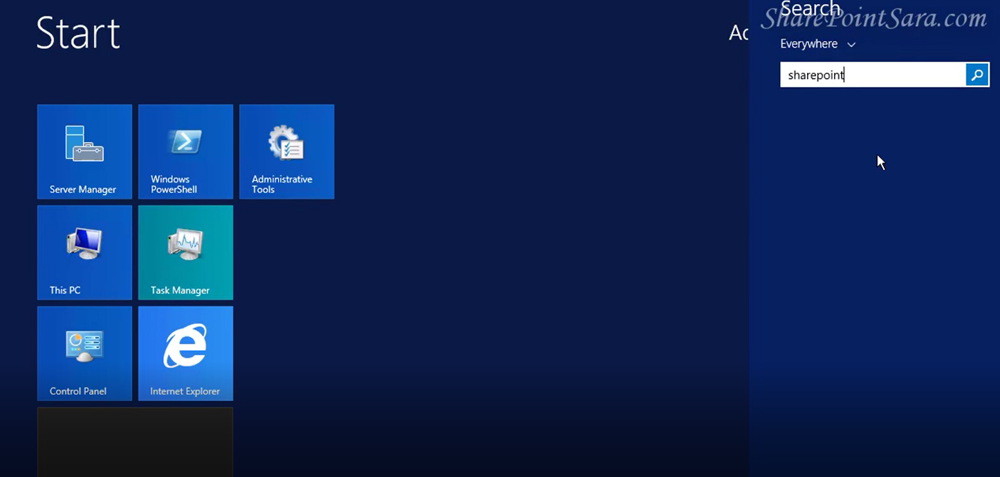 Start
Ad
Search
SharePointSara.com
Everywhere
sharepoint
Server Manager
Windows
PowerShell
Administrative
Tools
This PC
Task Manager
Control Panel
Internet Explorer